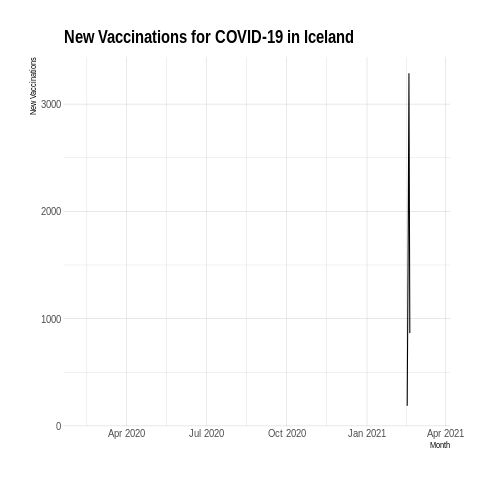 New Vaccinations for COVID-19 in Iceland
New Vaccinations
3000
2000
1000
0
Apr 2020 Jul 2020 Oct 2020 Jan 2021 Apr 2021
Month